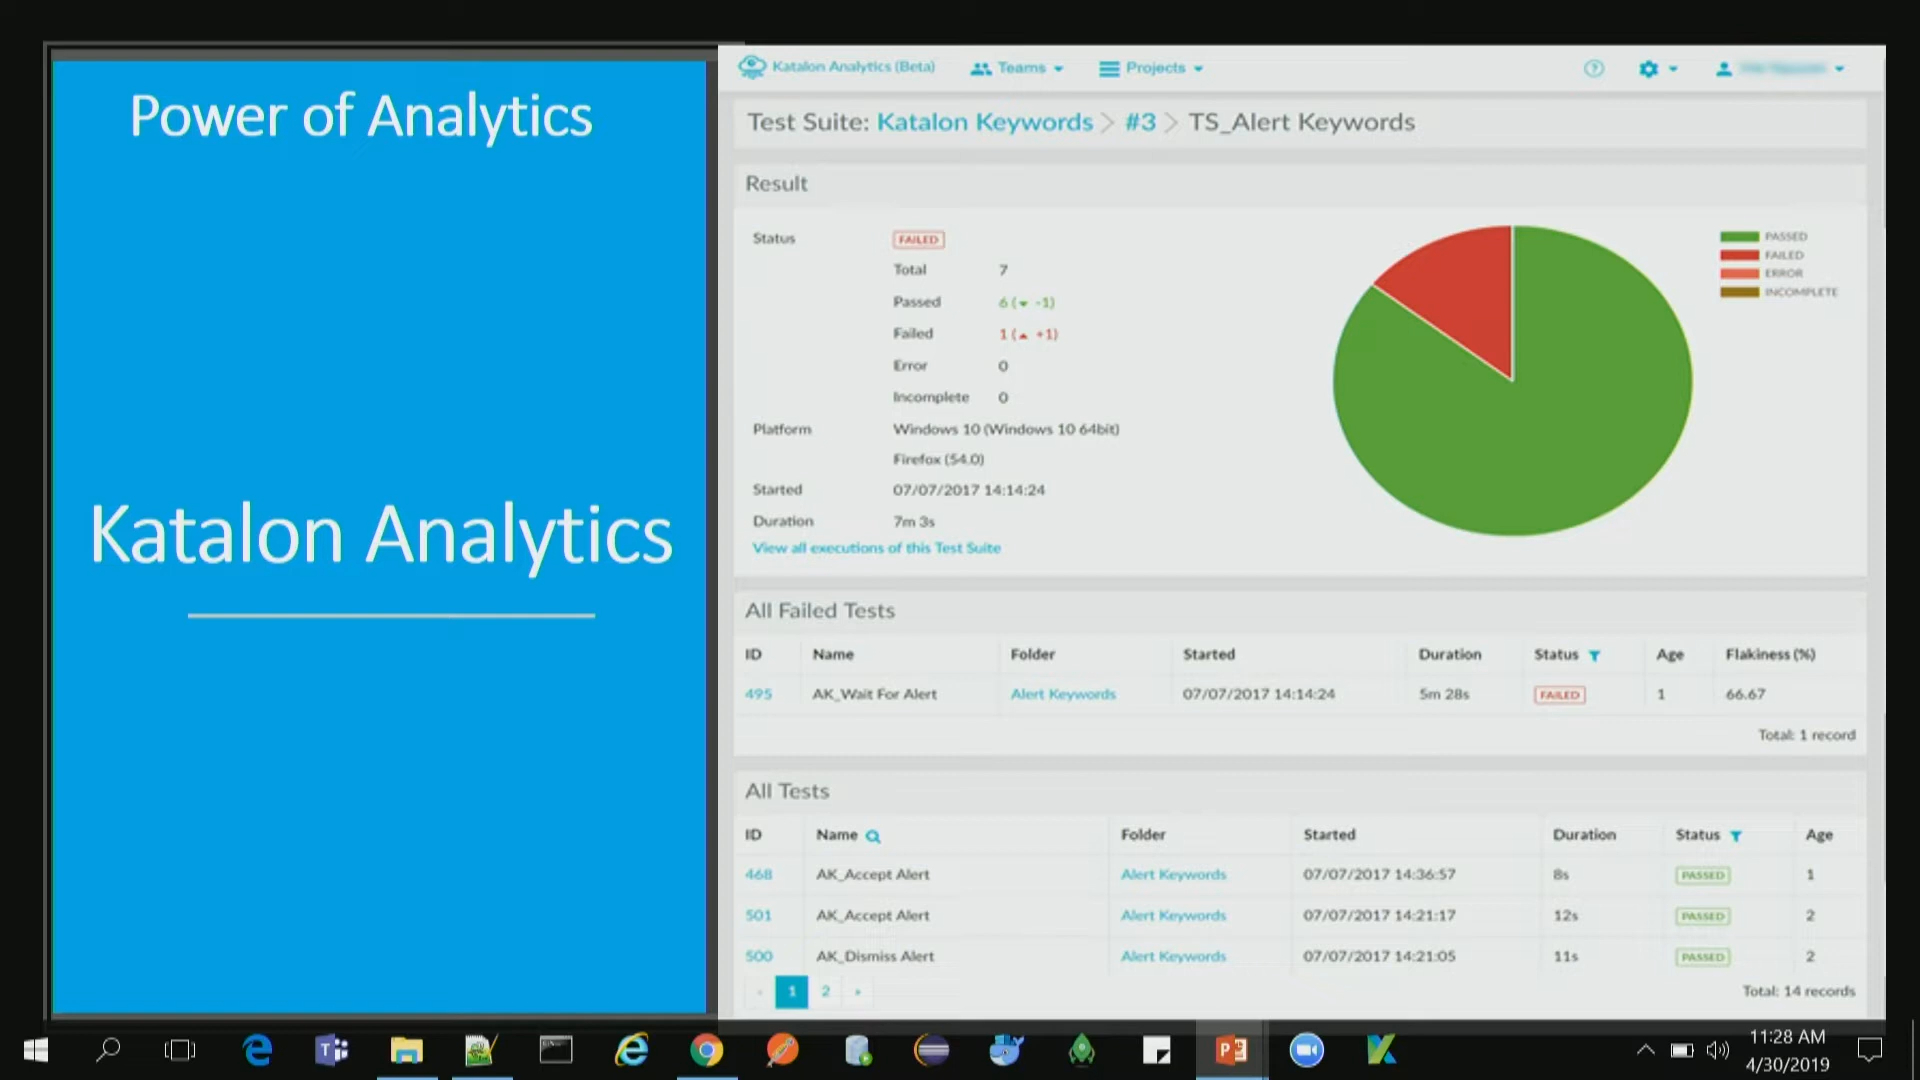 Power of Analytics
Katalon Analytics
Katalon Analytics (Beta) Teams Projects
Test Suite: Katalon Keywords > #3 > TS_Alert Keywords
Result
Status FAILED
Total 7
Passed 6 (▾ -1)
Failed 1 (▴ +1)
Error 0
Incomplete 0
Platform Windows 10 (Windows 10 64bit)
Firefox (54.0)
Started 07/07/2017 14:14:24
Duration 7m 3s
View all executions of this Test Suite
PASSED
FAILED
ERROR
INCOMPLETE
All Failed Tests
ID Name Folder Started Duration Status Age Flakiness (%)
495 AK_Wait For Alert Alert Keywords 07/07/2017 14:14:24 5m 28s FAILED 1 66.67
Total: 1 record
All Tests
ID Name Folder Started Duration Status Age
468 AK_Accept Alert Alert Keywords 07/07/2017 14:36:57 8s PASSED 1
501 AK_Accept Alert Alert Keywords 07/07/2017 14:21:17 12s PASSED 2
500 AK_Dismiss Alert Alert Keywords 07/07/2017 14:21:05 11s PASSED 2
« 1 2 »
Total: 14 records
11:28 AM
4/30/2019